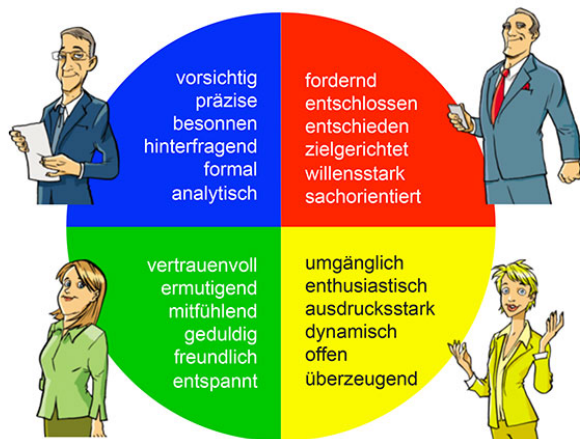 vorsichtig
präzise
besonnen
hinterfragend
formal
analytisch
fordernd
entschlossen
entschieden
zielgerichtet
willensstark
sachorientiert
vertrauenvoll
ermutigend
mitfühlend
geduldig
freundlich
entspannt
umgänglich
enthusiastisch
ausdrucksstark
dynamisch
offen
überzeugend